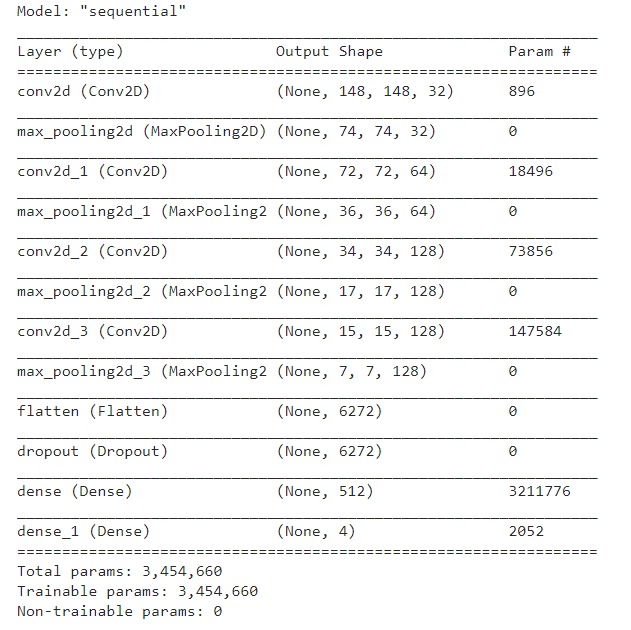 Model: "sequential"
Layer (type) Output Shape Param #
conv2d (Conv2D) (None, 148, 148, 32) 896
max_pooling2d (MaxPooling2D) (None, 74, 74, 32) 0
conv2d_1 (Conv2D) (None, 72, 72, 64) 18496
max_pooling2d_1 (MaxPooling2 (None, 36, 36, 64) 0
conv2d_2 (Conv2D) (None, 34, 34, 128) 73856
max_pooling2d_2 (MaxPooling2 (None, 17, 17, 128) 0
conv2d_3 (Conv2D) (None, 15, 15, 128) 147584
max_pooling2d_3 (MaxPooling2 (None, 7, 7, 128) 0
flatten (Flatten) (None, 6272) 0
dropout (Dropout) (None, 6272) 0
dense (Dense) (None, 512) 3211776
dense_1 (Dense) (None, 4) 2052
Total params: 3,454,660
Trainable params: 3,454,660
Non-trainable params: 0